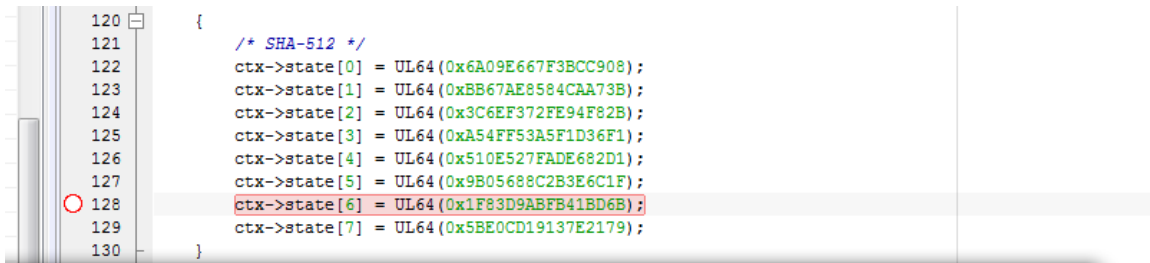 120 {
121 /* SHA-512 */
122 ctx->state[0] = UL64(0x6A09E667F3BCC908);
123 ctx->state[1] = UL64(0xBB67AE8584CAA73B);
124 ctx->state[2] = UL64(0x3C6EF372FE94F82B);
125 ctx->state[3] = UL64(0xA54FF53A5F1D36F1);
126 ctx->state[4] = UL64(0x510E527FADE682D1);
127 ctx->state[5] = UL64(0x9B05688C2B3E6C1F);
128 ctx->state[6] = UL64(0x1F83D9ABFB41BD6B);
129 ctx->state[7] = UL64(0x5BE0CD19137E2179);
130 }